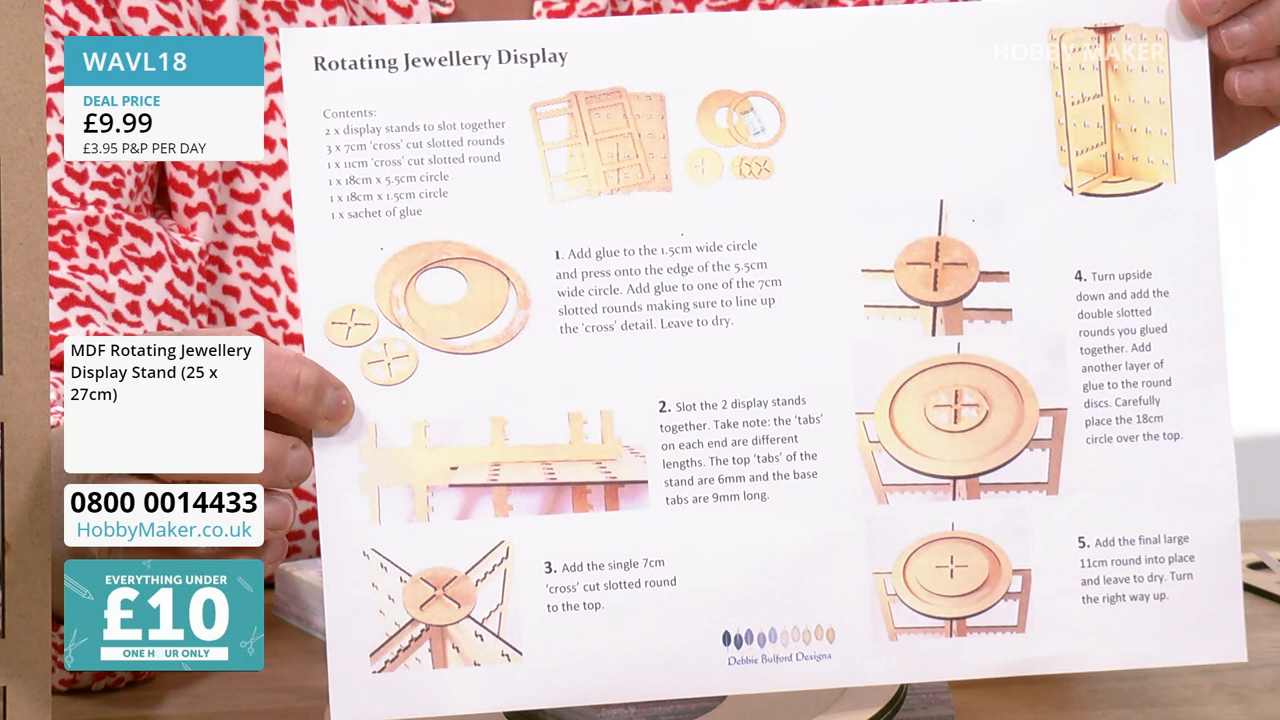 WAVL18
DEAL PRICE
£9.99
£3.95 P&P PER DAY
MDF Rotating Jewellery
Display Stand (25 x
27cm)
0800 0014433
HobbyMaker.co.uk
EVERYTHING UNDER
£10
ONE H UR ONLY
HOBBY MAKER
Rotating Jewellery Display
Contents:
2 x display stands to slot together
3 x 7cm 'cross' cut slotted rounds
1 x 11cm 'cross' cut slotted round
1 x 18cm x 5.5cm circle
1 x 18cm x 1.5cm circle
1 x sachet of glue
1. Add glue to the 1.5cm wide circle
and press onto the edge of the 5.5cm
wide circle. Add glue to one of the 7cm
slotted rounds making sure to line up
the 'cross' detail. Leave to dry.
2. Slot the 2 display stands
together. Take note: the 'tabs'
on each end are different
lengths. The top 'tabs' of the
stand are 6mm and the base
tabs are 9mm long.
3. Add the single 7cm
'cross' cut slotted round
to the top.
4. Turn upside
down and add the
double slotted
rounds you glued
together. Add
another layer of
glue to the round
discs. Carefully
place the 18cm
circle over the top.
5. Add the final large
11cm round into place
and leave to dry. Turn
the right way up.
Debbie Bulford Designs